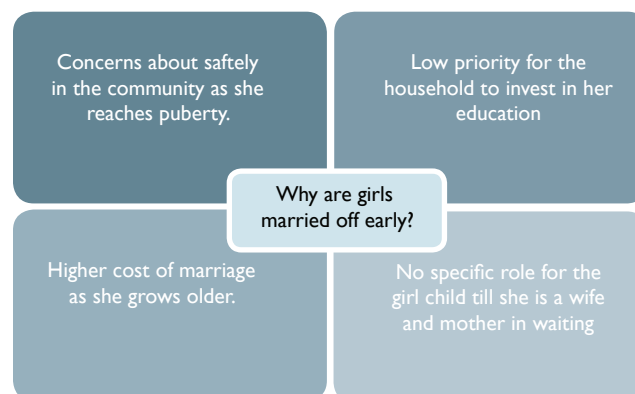 Concerns about saftely
in the community as she
reaches puberty.
Low priority for the
household to invest in her
education
Why are girls
married off early?
Higher cost of marriage
as she grows older.
No specific role for the
girl child till she is a wife
and mother in waiting